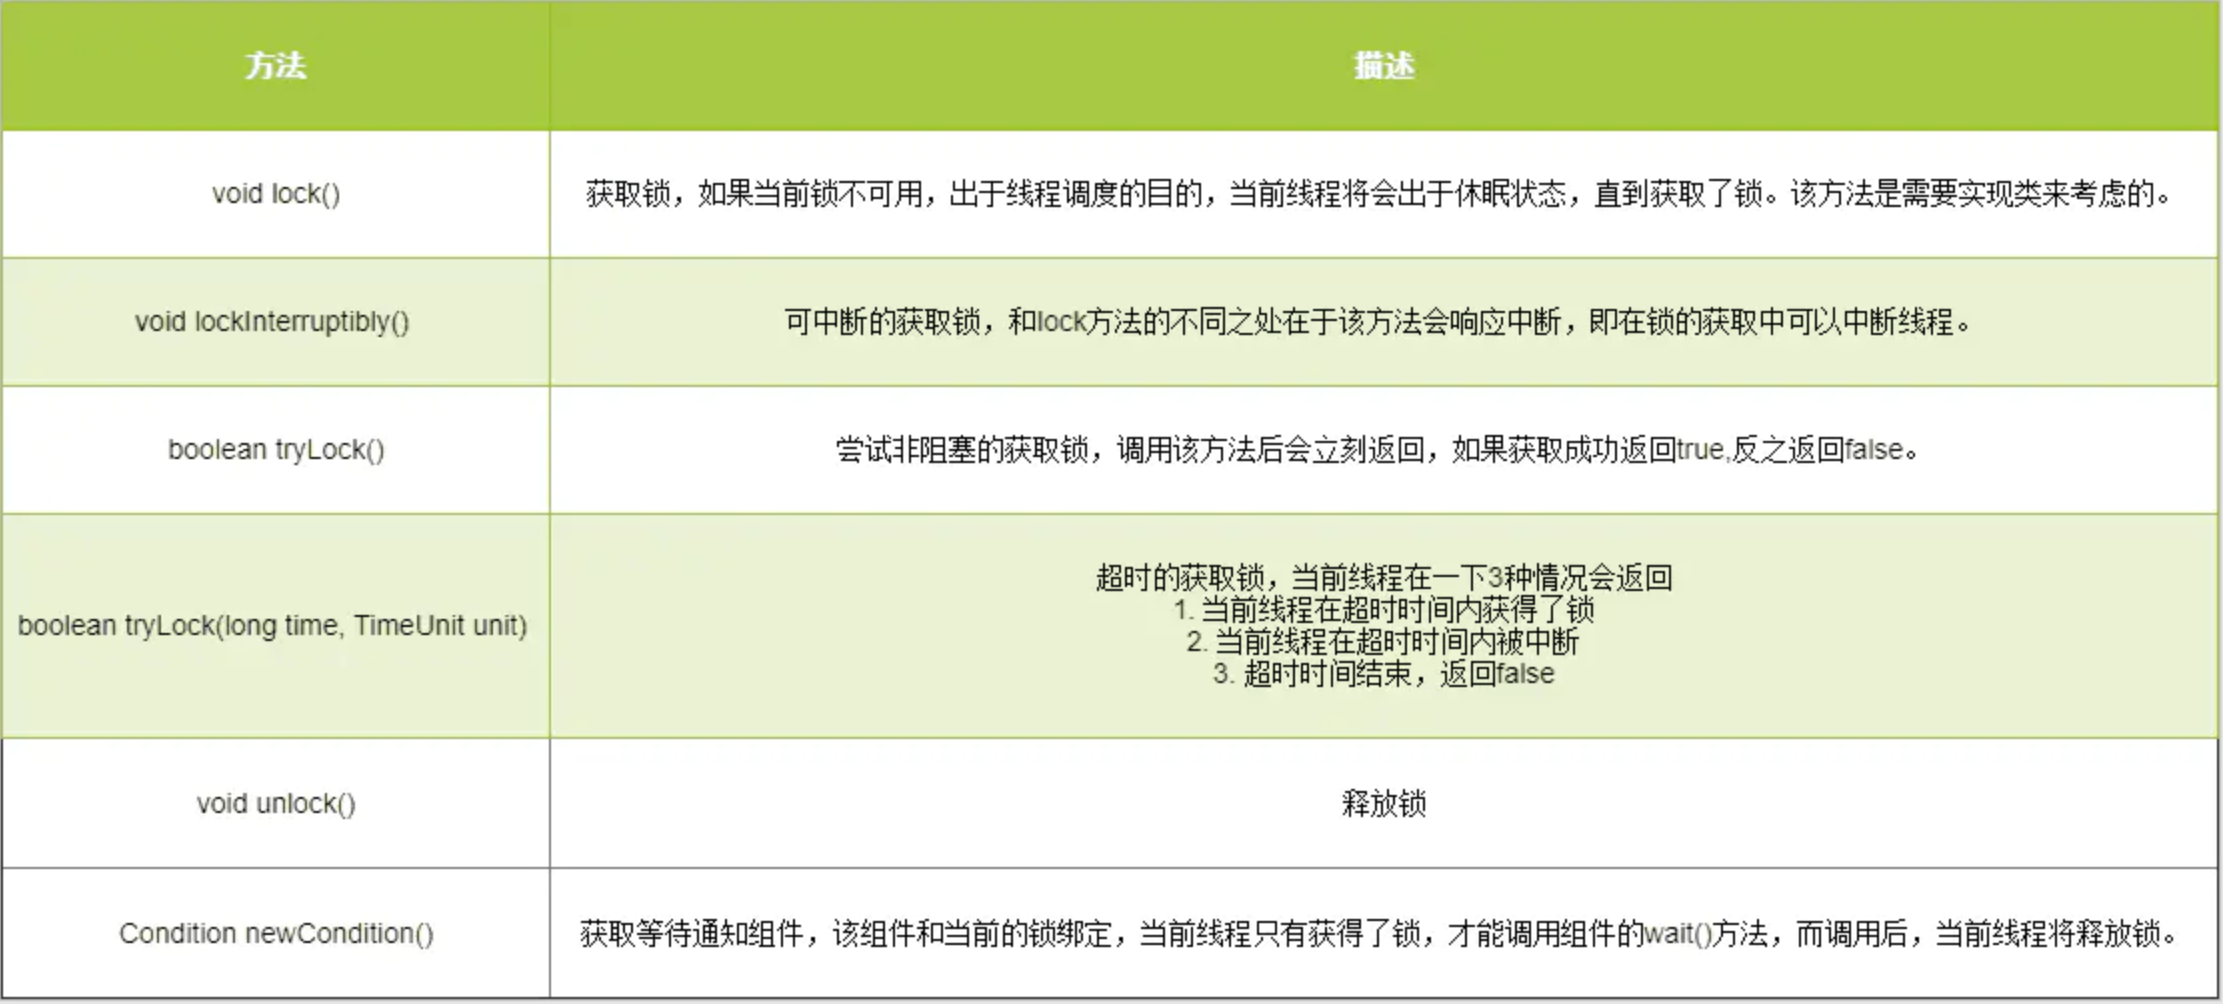 方法 描述
void lock() 获取锁，如果当前锁不可用，出于线程调度的目的，当前线程将会出于休眠状态，直到获取了锁。该方法是需要实现类来考虑的。
void lockInterruptibly() 可中断的获取锁，和lock方法的不同之处在于该方法会响应中断，即在锁的获取中可以中断线程。
boolean tryLock() 尝试非阻塞的获取锁，调用该方法后会立刻返回，如果获取成功返回true,反之返回false。
boolean tryLock(long time, TimeUnit unit)
超时的获取锁，当前线程在一下3种情况会返回
1. 当前线程在超时时间内获得了锁
2. 当前线程在超时时间内被中断
3. 超时时间结束，返回false
void unlock() 释放锁
Condition newCondition() 获取等待通知组件，该组件和当前的锁绑定，当前线程只有获得了锁，才能调用组件的wait()方法，而调用后，当前线程将释放锁。